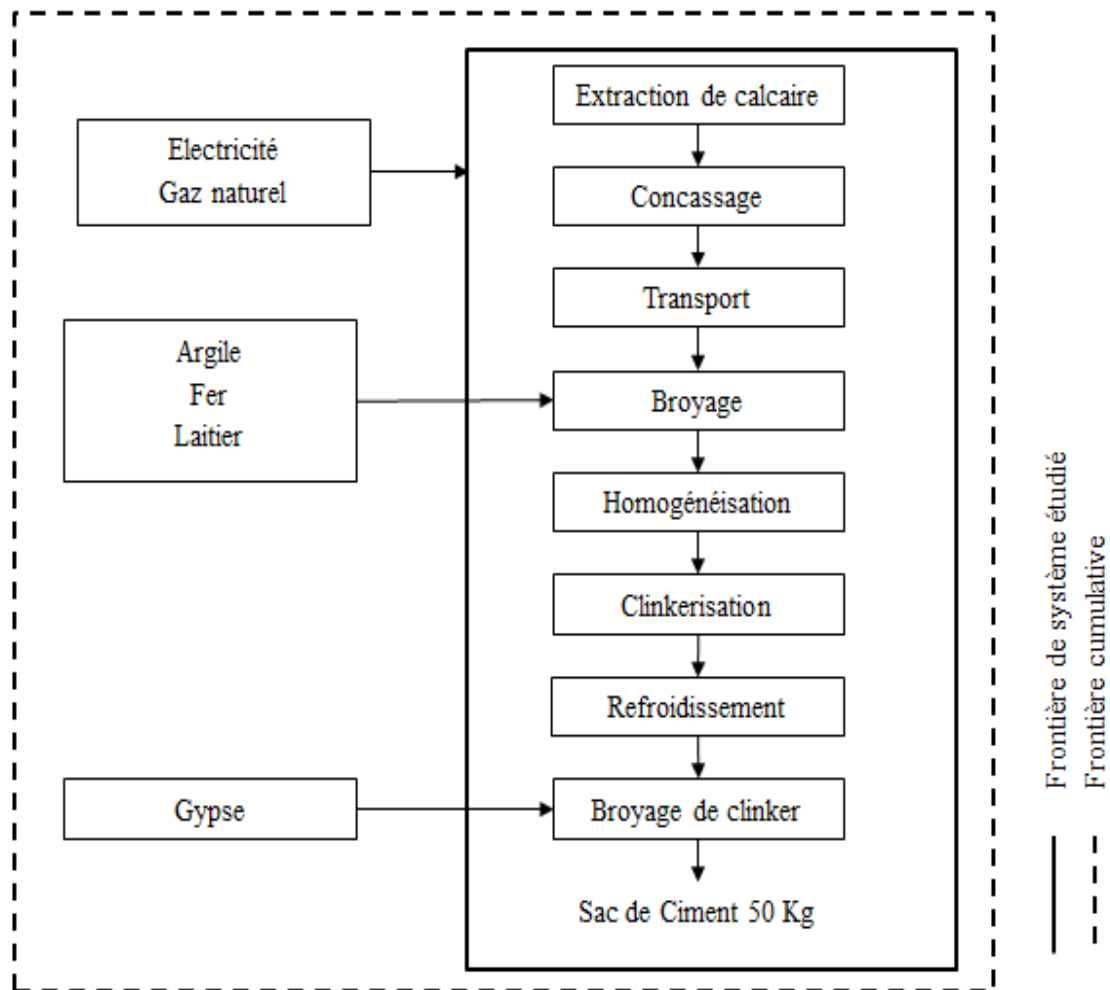 Extraction de calcaire
Electricité
Gaz naturel
Concassage
Transport
Argile
Fer
Laitier
Broyage
Homogénéisation
Clinkerisation
Refroidissement
Gypse
Broyage de clinker
Sac de Ciment 50 Kg
Frontière de système étudié
Frontière cumulative